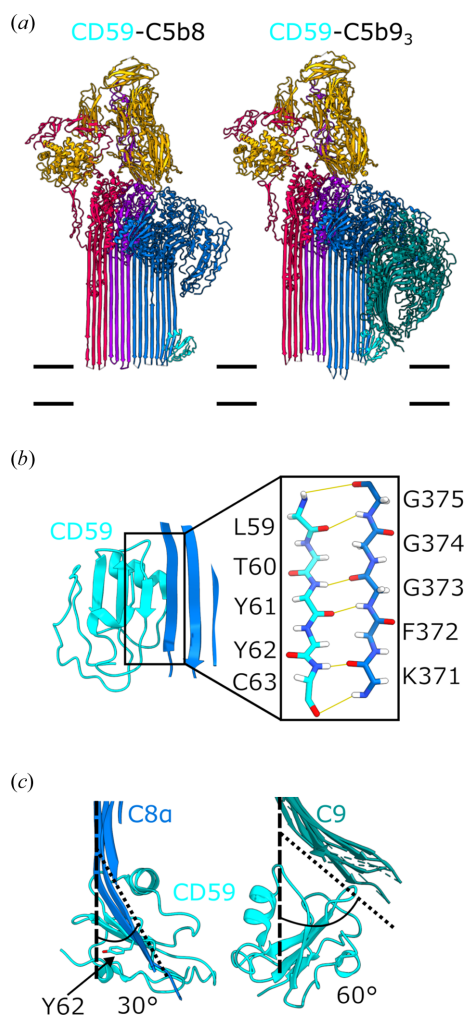 (a)
CD59-C5b8 CD59-C5b9₃
(b)
CD59
L59 G375
T60 G374
Y61 G373
Y62 F372
C63 K371
(c)
C8a C9
CD59
Y62 30° 60°